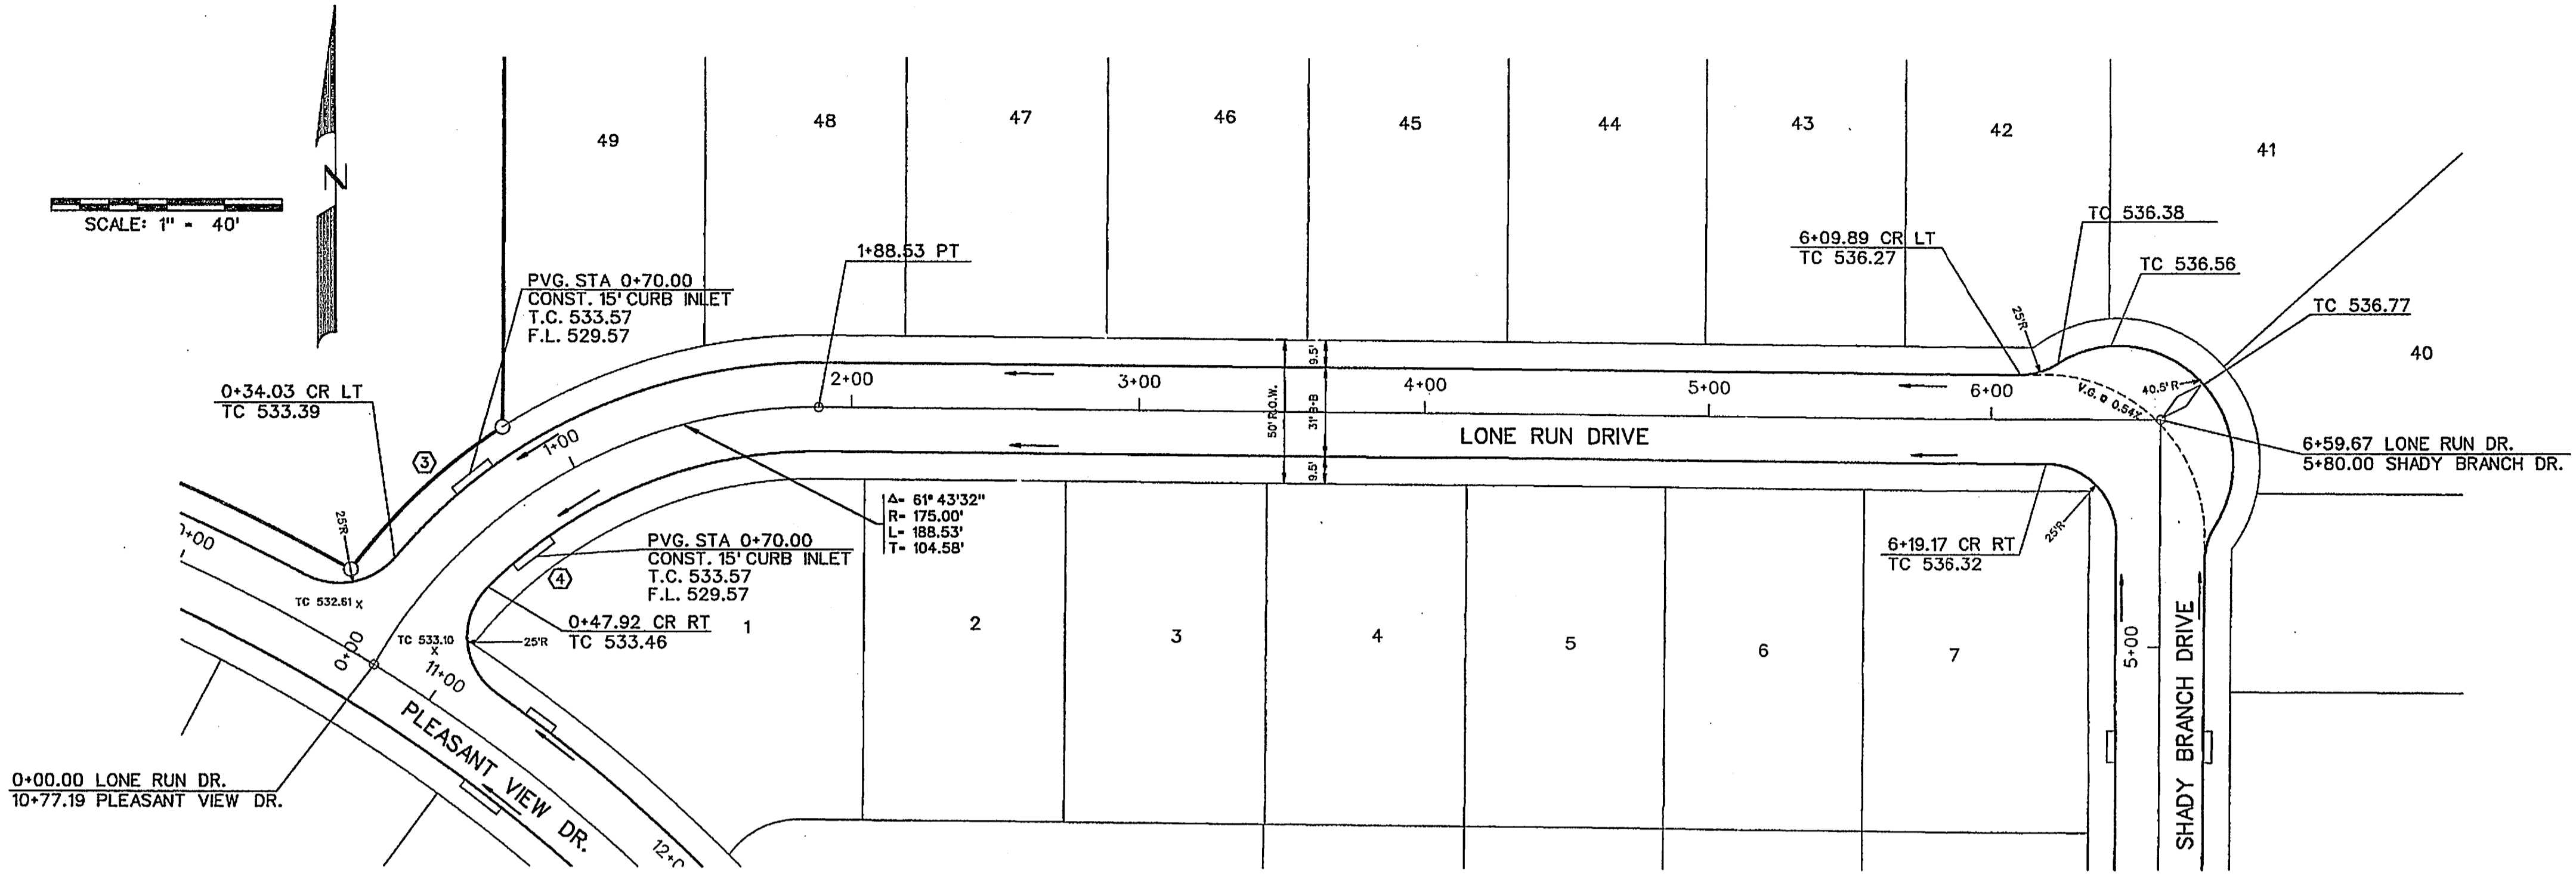 49
48
47
46
45
44
43
42
41
40
N
SCALE: 1" = 40'
PVG. STA 0+70.00
CONST. 15' CURB INLET
T.C. 533.57
F.L. 529.57
1+88.53 PT
6+09.89 CR LT
TC 536.27
TC 536.38
TC 536.56
TC 536.77
25'R
40.5' R
V.G. @ 0.54%
0+34.03 CR LT
TC 533.39
3
1+00
2+00
3+00
4+00
5+00
6+00
9.5'
50' R.O.W.
31' B-B
9.5'
LONE RUN DRIVE
6+59.67 LONE RUN DR.
5+80.00 SHADY BRANCH DR.
Δ= 61° 43'32"
R= 175.00'
L= 188.53'
T= 104.58'
25'R
PVG. STA 0+70.00
CONST. 15' CURB INLET
T.C. 533.57
F.L. 529.57
4
0+47.92 CR RT
TC 533.46
25'R
6+19.17 CR RT
TC 536.32
25'R
TC 532.61 X
TC 533.10
X
0+00
11+00
1
2
3
4
5
6
7
5+00
SHADY BRANCH DRIVE
PLEASANT VIEW DR.
0+00.00 LONE RUN DR.
10+77.19 PLEASANT VIEW DR.